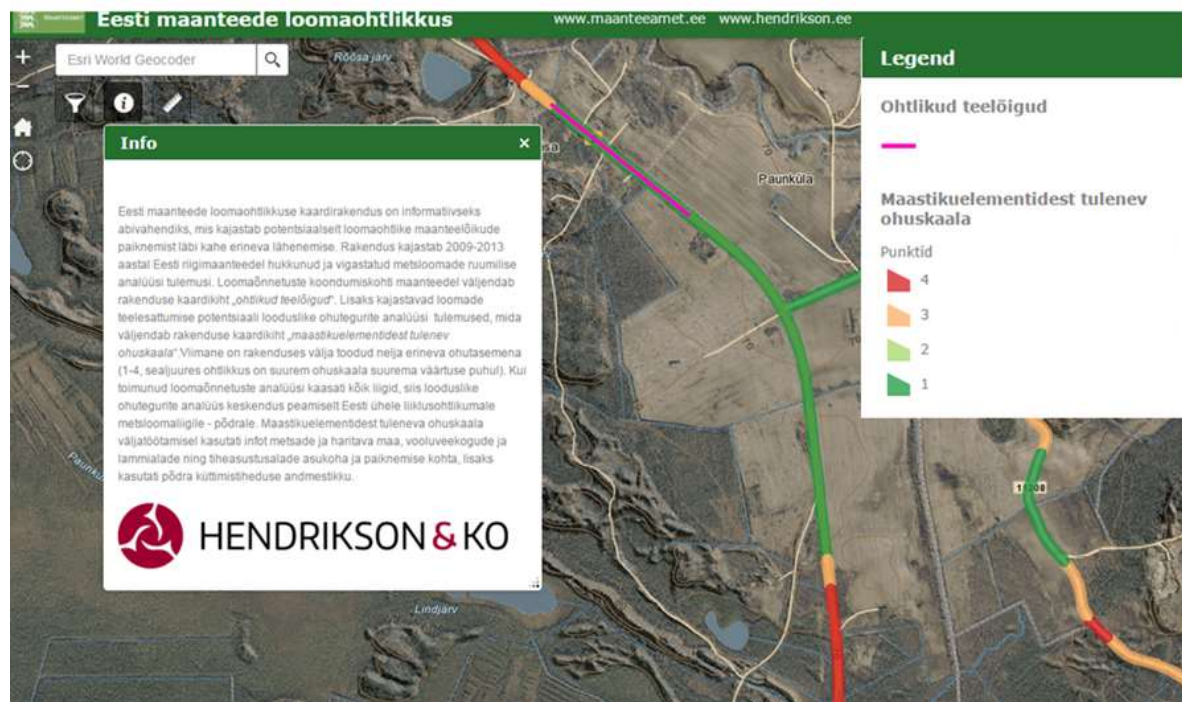 Eesti maanteede loomaohtlikkus
www.maanteeamet.ee www.hendrikson.ee
Esri World Geocoder
Röösa järv
Info
×
Eesti maanteede loomaohtlikkuse kaardirakendus on informatiivseks
abivahendiks, mis kajastab potentsiaalselt loomaohtlike maanteelõikude
paiknemist läbi kahe erineva lähenemise. Rakendus kajastab 2009-2013
aastal Eesti riigimaanteedel hukkunud ja vigastatud metsloomade ruumilise
analüüsi tulemusi. Loomaõnnetuste koondumiskohti maanteedel väljendab
rakenduse kaardikiht „ohtlikud teelõigud“. Lisaks kajastavad loomade
teelesattumise potentsiaali looduslike ohutegurite analüüsi tulemused, mida
väljendab rakenduse kaardikiht „maastikuelementidest tulenev
ohuskaala“.Viimane on rakenduses välja toodud nelja erineva ohutasemena
(1-4, sealjuures ohtlikkus on suurem ohuskaala suurema väärtuse puhul). Kui
toimunud loomaõnnetuste analüüsi kaasati kõik liigid, siis looduslike
ohutegurite analüüs keskendus peamiselt Eesti ühele liiklusohtlikumale
metsloomaliigile - põdrale. Maastikuelementidest tuleneva ohuskaala
väljatöötamisel kasutati infot metsade ja haritava maa, vooluveekogude ja
lammialade ning tiheasustusalade asukoha ja paiknemise kohta, lisaks
kasutati põdra küttimistiheduse andmestikku.
HENDRIKSON & KO
Paunküla
70
70
11208
Lindjärv
Legend
Ohtlikud teelõigud
Maastikuelementidest tulenev
ohuskaala
Punktid
4
3
2
1